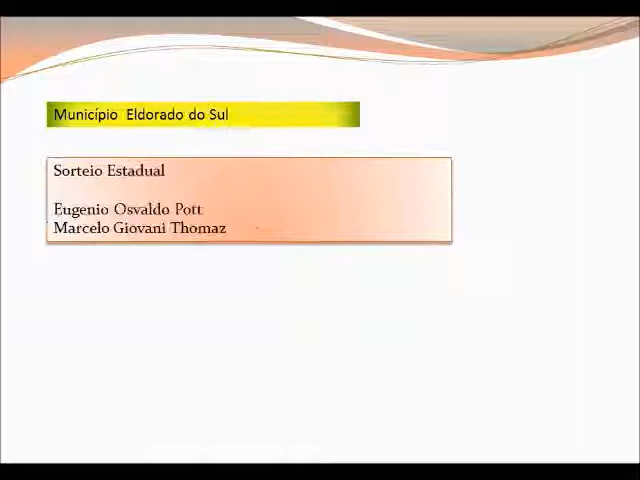 Município  Eldorado do Sul
Sorteio Estadual
Eugenio Osvaldo Pott
Marcelo Giovani Thomaz